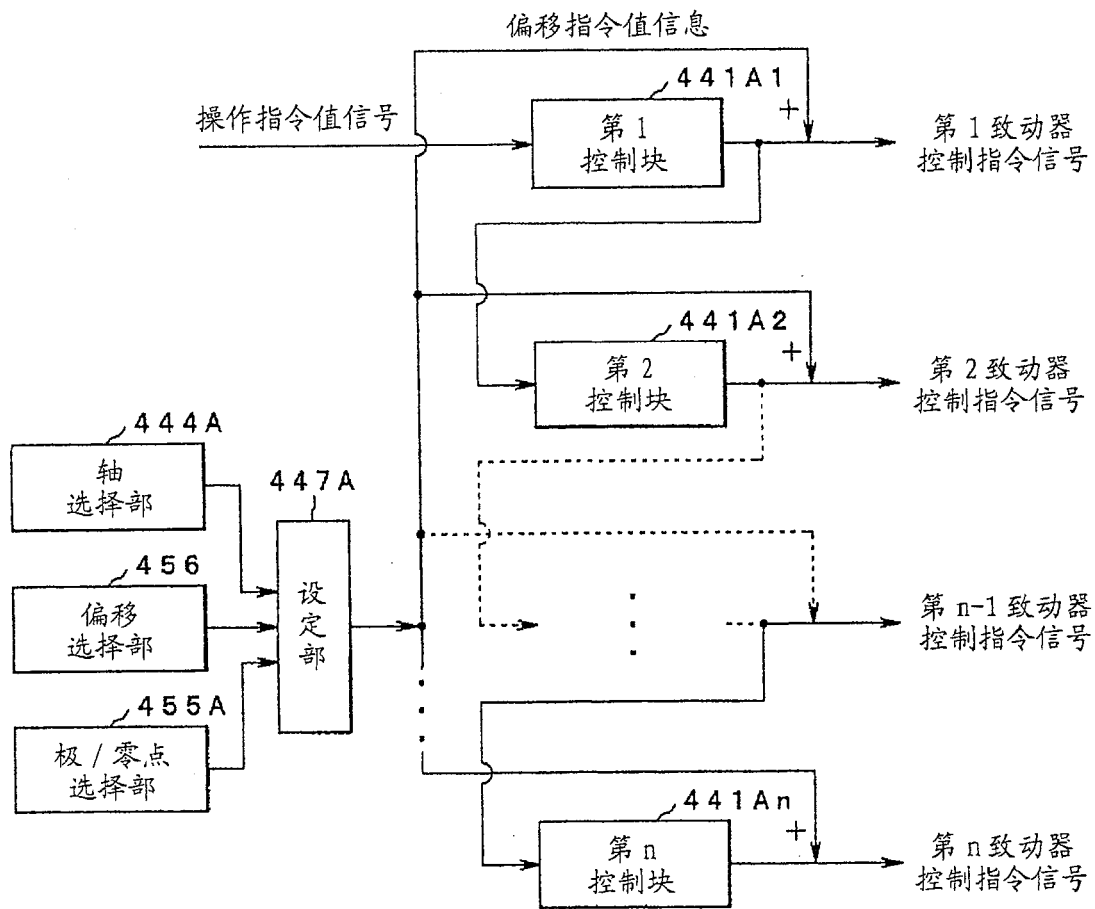 偏移指令值信息
441A1
操作指令值信号
+
第1
控制块
第1致动器
控制指令信号
441A2
+
第2
控制块
第2致动器
控制指令信号
444A
轴
选择部
447A
设
定
部
456
偏移
选择部
第n-1致动器
控制指令信号
455A
极/零点
选择部
441An
+
第n
控制块
第n致动器
控制指令信号